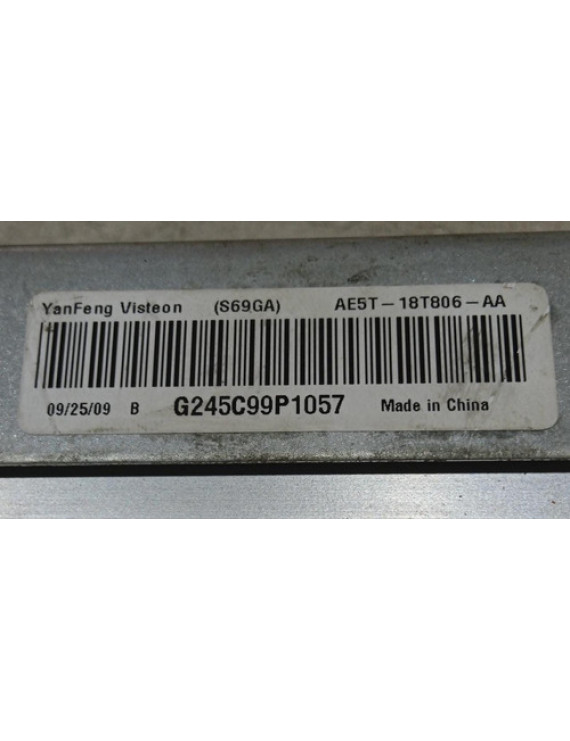 YanFeng Visteon (S69GA) AE5T-18T806-AA
09/25/09 B G245C99P1057 Made in China